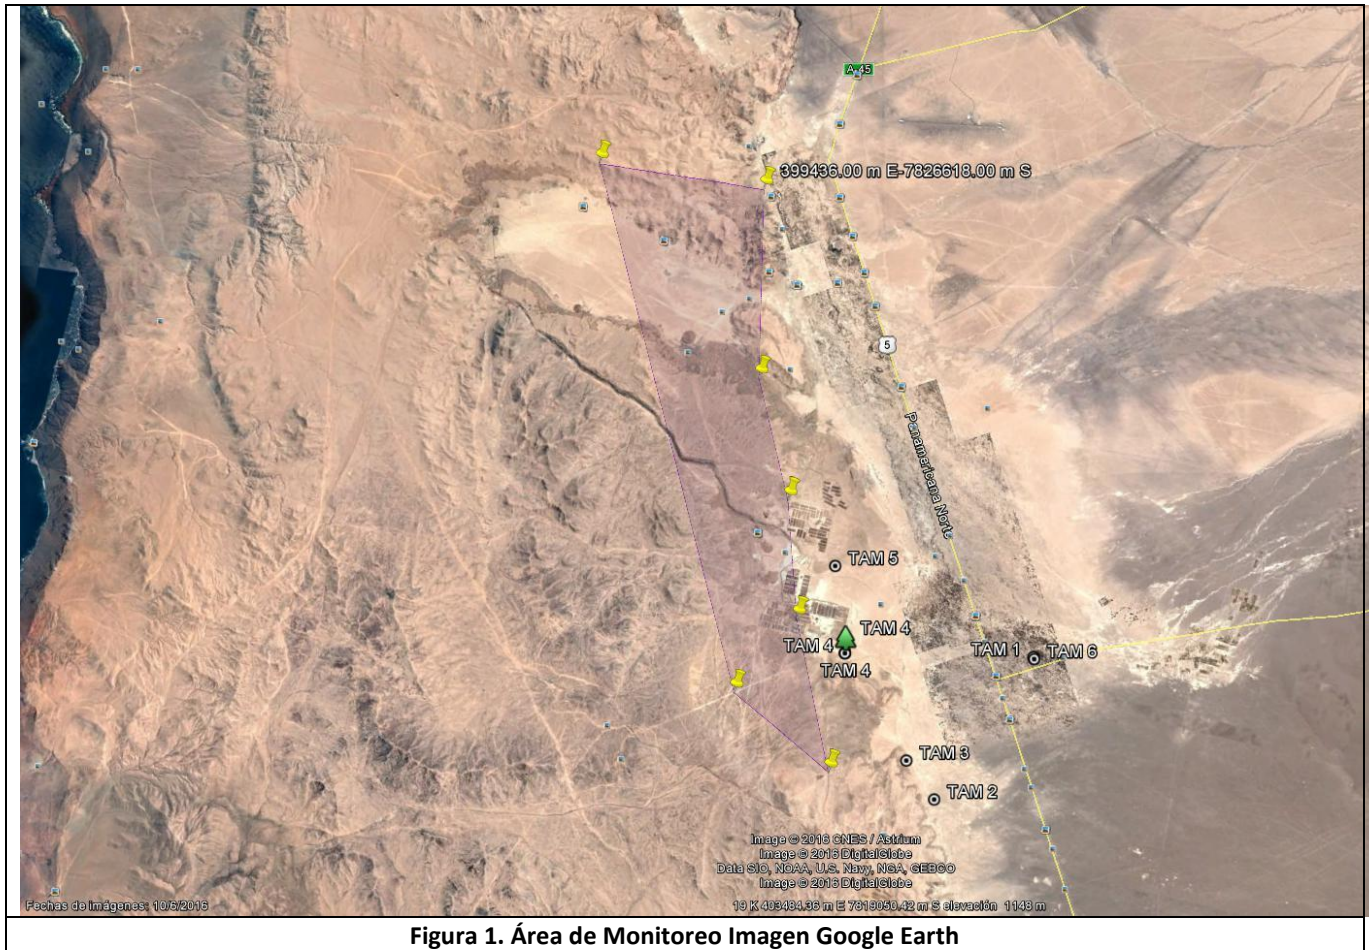 A-45
399436.00 m E-7826618.00 m S
5
Panamericana Norte
TAM 5
TAM 4
TAM 4
TAM 4
TAM 1
TAM 6
TAM 3
TAM 2
Image © 2016 CNES / Astrium
Image © 2016 DigitalGlobe
Data SIO, NOAA, U.S. Navy, NGA, GEBCO
Image © 2016 DigitalGlobe
Fechas de imágenes: 10/6/2016
19 K 403484.36 m E 7819050.42 m S elevación 1148 m
Figura 1. Área de Monitoreo Imagen Google Earth